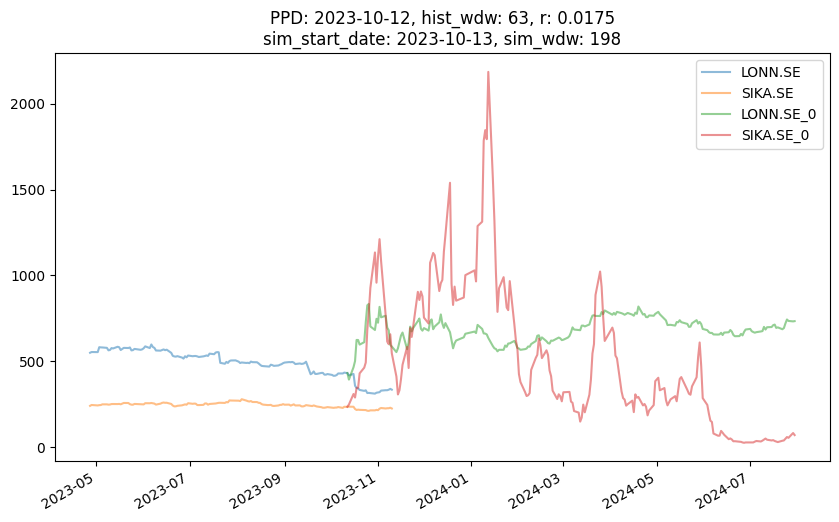 PPD: 2023-10-12, hist_wdw: 63, r: 0.0175
sim_start_date: 2023-10-13, sim_wdw: 198
LONN.SE
SIKA.SE
LONN.SE_0
SIKA.SE_0
2000
1500
1000
500
0
2023-05
2023-07
2023-09
2023-11
2024-01
2024-03
2024-05
2024-07